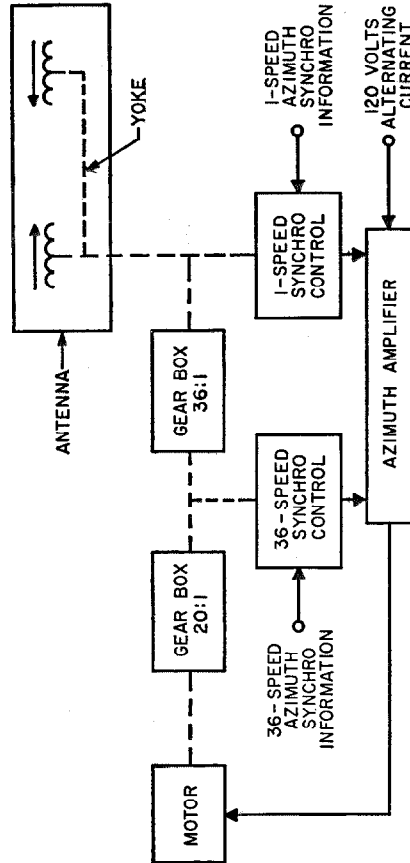 ANTENNA
YOKE
MOTOR
GEAR BOX
20:1
GEAR BOX
36:1
36-SPEED
AZIMUTH
SYNCHRO
INFORMATION
36-SPEED
SYNCHRO
CONTROL
1-SPEED
SYNCHRO
CONTROL
1-SPEED
AZIMUTH
SYNCHRO
INFORMATION
AZIMUTH AMPLIFIER
120 VOLTS
ALTERNATING
CURRENT